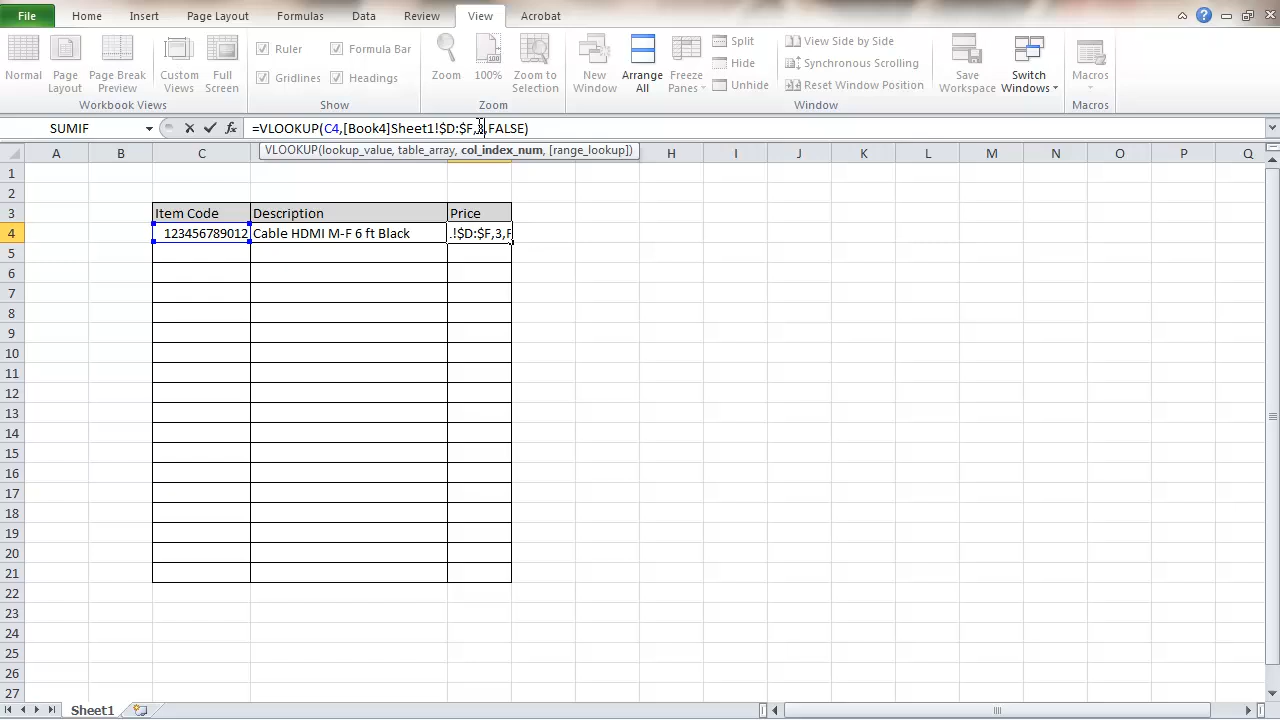 File Home Insert Page Layout Formulas Data Review View Acrobat
Normal Page Layout Page Break Preview Custom Views Full Screen
Ruler Formula Bar
Gridlines Headings
Zoom 100% Zoom to Selection
New Window Arrange All Freeze Panes
Split
Hide
Unhide
View Side by Side
Synchronous Scrolling
Reset Window Position
Save Workspace Switch Windows Macros
Workbook Views Show Zoom Window Macros
SUMIF fx =VLOOKUP(C4,[Book4]Sheet1!$D:$F,3,FALSE)
VLOOKUP(lookup_value, table_array, col_index_num, [range_lookup])
A B C H I J K L M N O P Q
1
2
3 Item Code Description Price
4 123456789012 Cable HDMI M-F 6 ft Black .!$D:$F,3,F
5
6
7
8
9
10
11
12
13
14
15
16
17
18
19
20
21
22
23
24
25
26
27
Sheet1